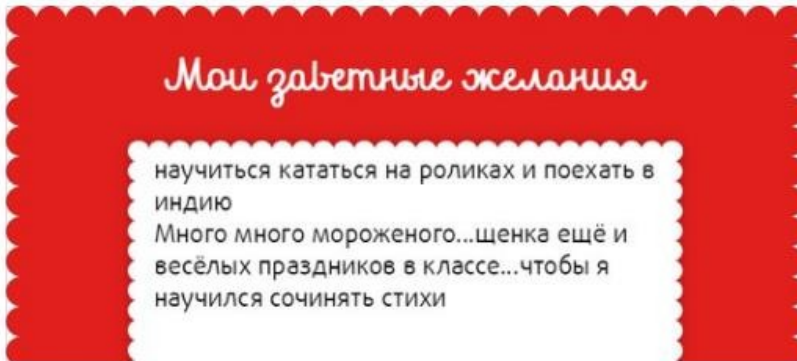 Мои заветные желания
научиться кататься на роликах и поехать в
индию
Много много мороженого...щенка ещё и
весёлых праздников в классе...чтобы я
научился сочинять стихи